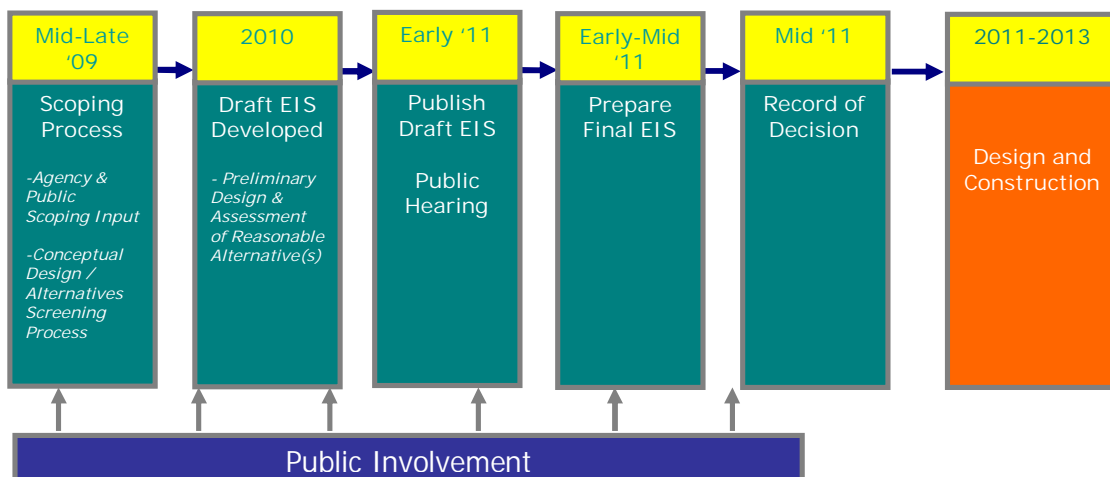 Mid-Late
‘09
2010
Early ‘11
Early-Mid
‘11
Mid ‘11
2011-2013
Scoping
Process
-Agency &
Public
Scoping Input
-Conceptual
Design /
Alternatives
Screening
Process
Draft EIS
Developed
- Preliminary
Design &
Assessment
of Reasonable
Alternative(s)
Publish
Draft EIS
Public
Hearing
Prepare
Final EIS
Record of
Decision
Design and
Construction
Public Involvement